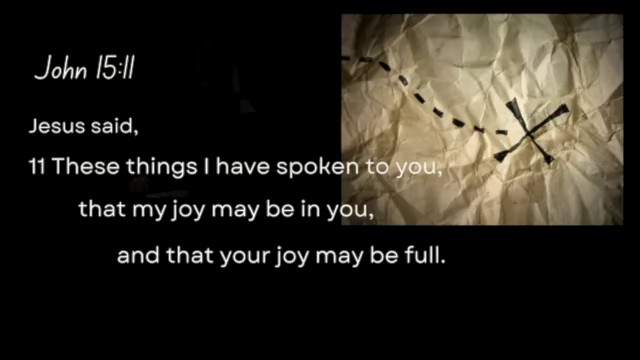 John 15:11
Jesus said,
11 These things I have spoken to you,
that my joy may be in you,
and that your joy may be full.